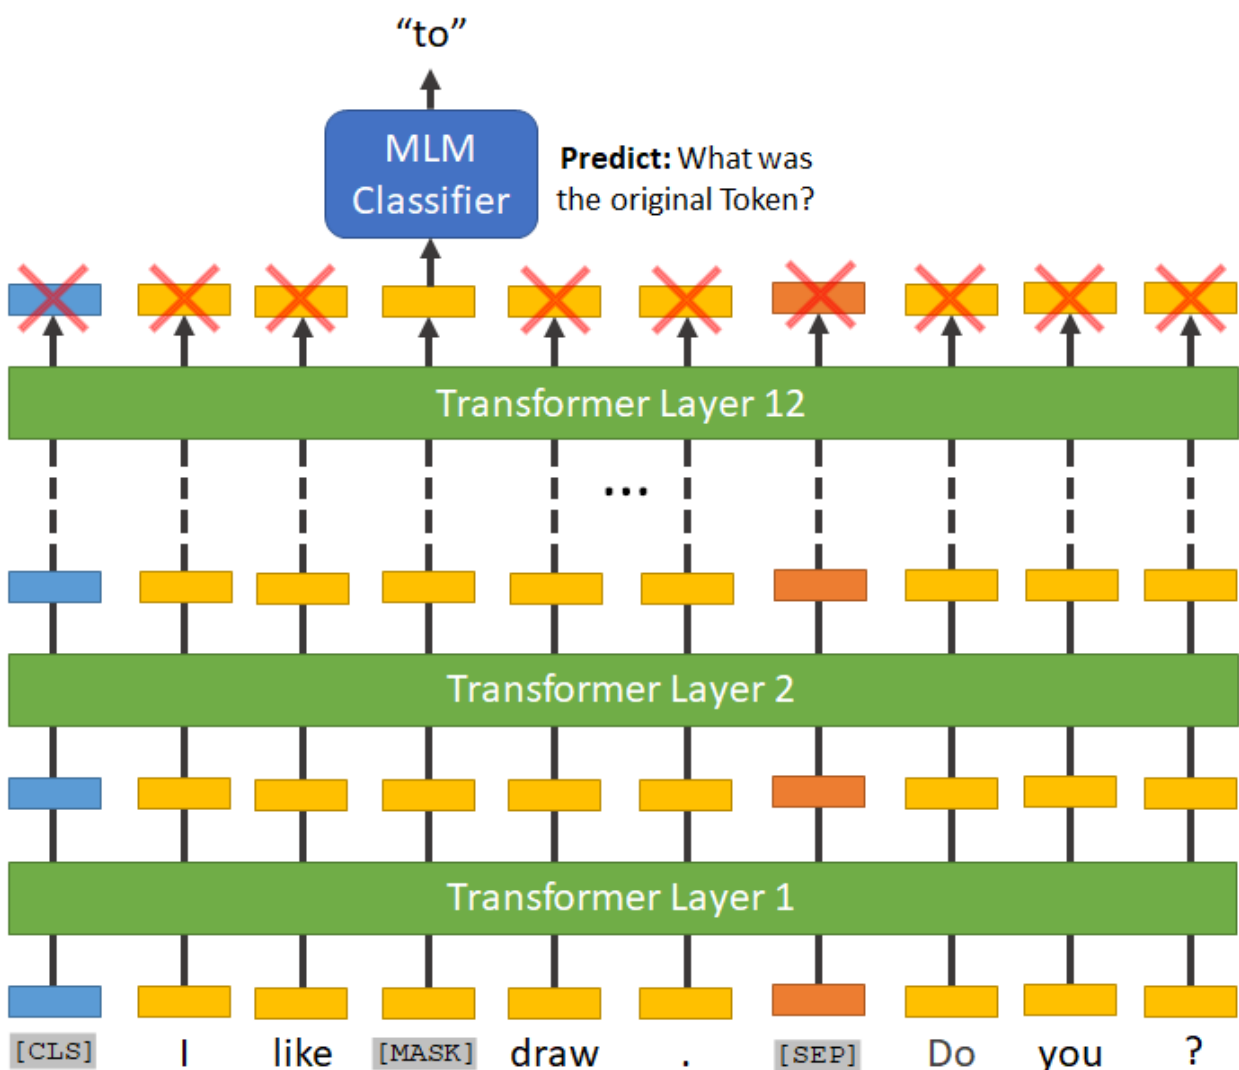 “to”
MLM
Classifier
Predict: What was
the original Token?
Transformer Layer 12
...
Transformer Layer 2
Transformer Layer 1
[CLS] I like [MASK] draw . [SEP] Do you ?